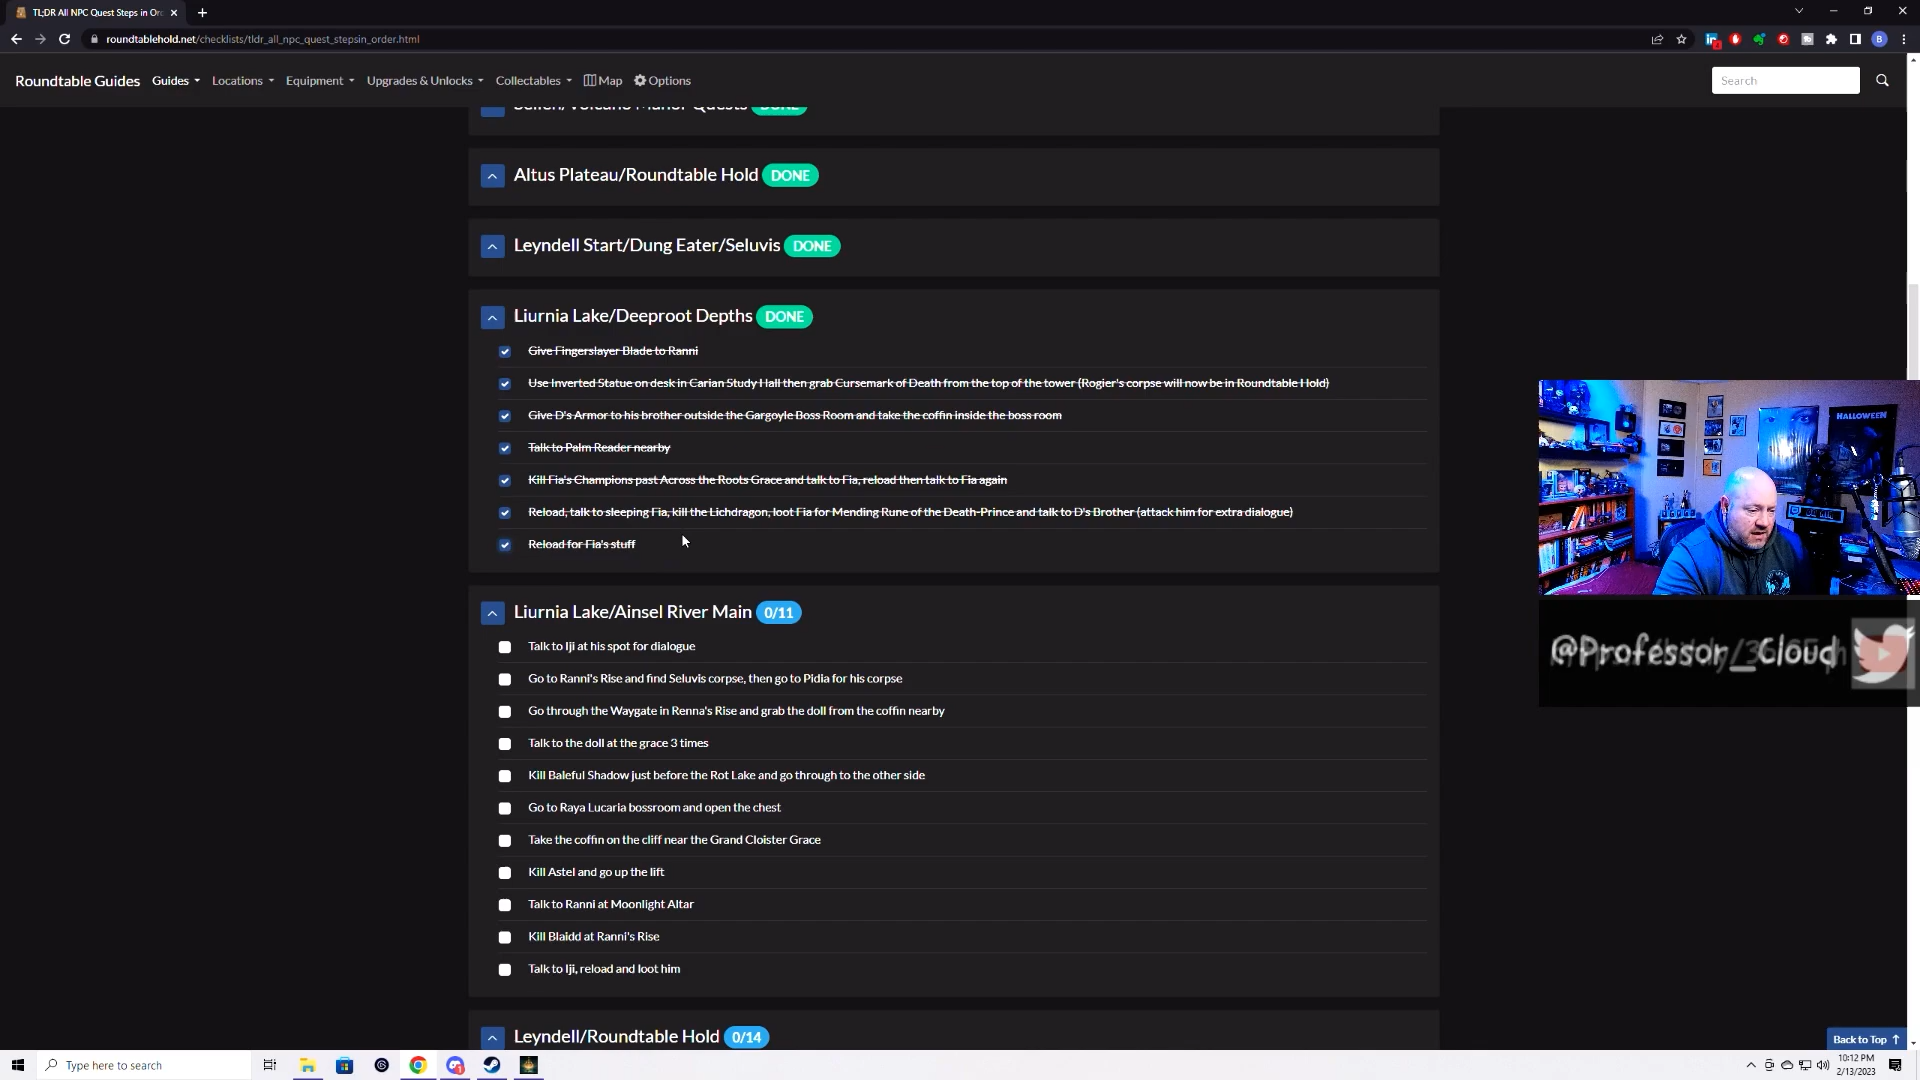 TL;DR All NPC Quest Steps in Or
roundtablehold.net/checklists/tldr_all_npc_quest_stepsin_order.html
Roundtable Guides Guides Locations Equipment Upgrades & Unlocks Collectables Map Options Search
Quests DONE
Altus Plateau/Roundtable Hold DONE
Leyndell Start/Dung Eater/Seluvis DONE
Liurnia Lake/Deeproot Depths DONE
Give Fingerslayer Blade to Ranni
Use Inverted Statue on desk in Carian Study Hall then grab Cursemark of Death from the top of the tower (Rogier's corpse will now be in Roundtable Hold)
Give D's Armor to his brother outside the Gargoyle Boss Room and take the coffin inside the boss room
Talk to Palm Reader nearby
Kill Fia's Champions past Across the Roots Grace and talk to Fia, reload then talk to Fia again
Reload, talk to sleeping Fia, kill the Lichdragon, loot Fia for Mending Rune of the Death-Prince and talk to D's Brother (attack him for extra dialogue)
Reload for Fia's stuff
Liurnia Lake/Ainsel River Main 0/11
Talk to Iji at his spot for dialogue
Go to Ranni's Rise and find Seluvis corpse, then go to Pidia for his corpse
Go through the Waygate in Renna's Rise and grab the doll from the coffin nearby
Talk to the doll at the grace 3 times
Kill Baleful Shadow just before the Rot Lake and go through to the other side
Go to Raya Lucaria bossroom and open the chest
Take the coffin on the cliff near the Grand Cloister Grace
Kill Astel and go up the lift
Talk to Ranni at Moonlight Altar
Kill Blaidd at Ranni's Rise
Talk to Iji, reload and loot him
Leyndell/Roundtable Hold 0/14
HALLOWEEN
@Professor_Cloud
Back to Top
Type here to search
10:12 PM
2/13/2023